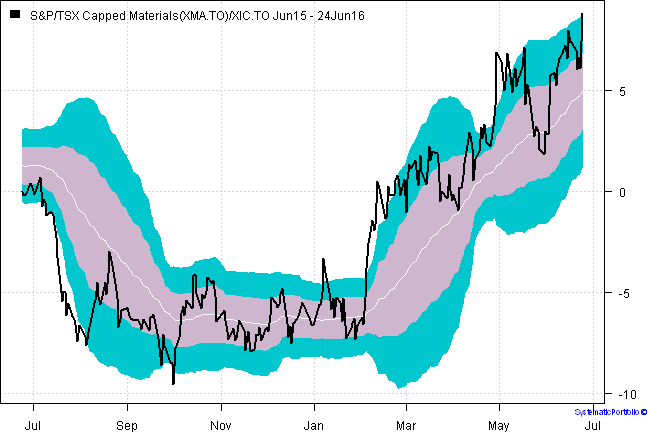 S&P/TSX Capped Materials(XMA.TO)/XIC.TO Jun15 - 24Jun16
5
0
-5
-10
SystematicPortfolio ©
Jul Sep Nov Jan Mar May Jul